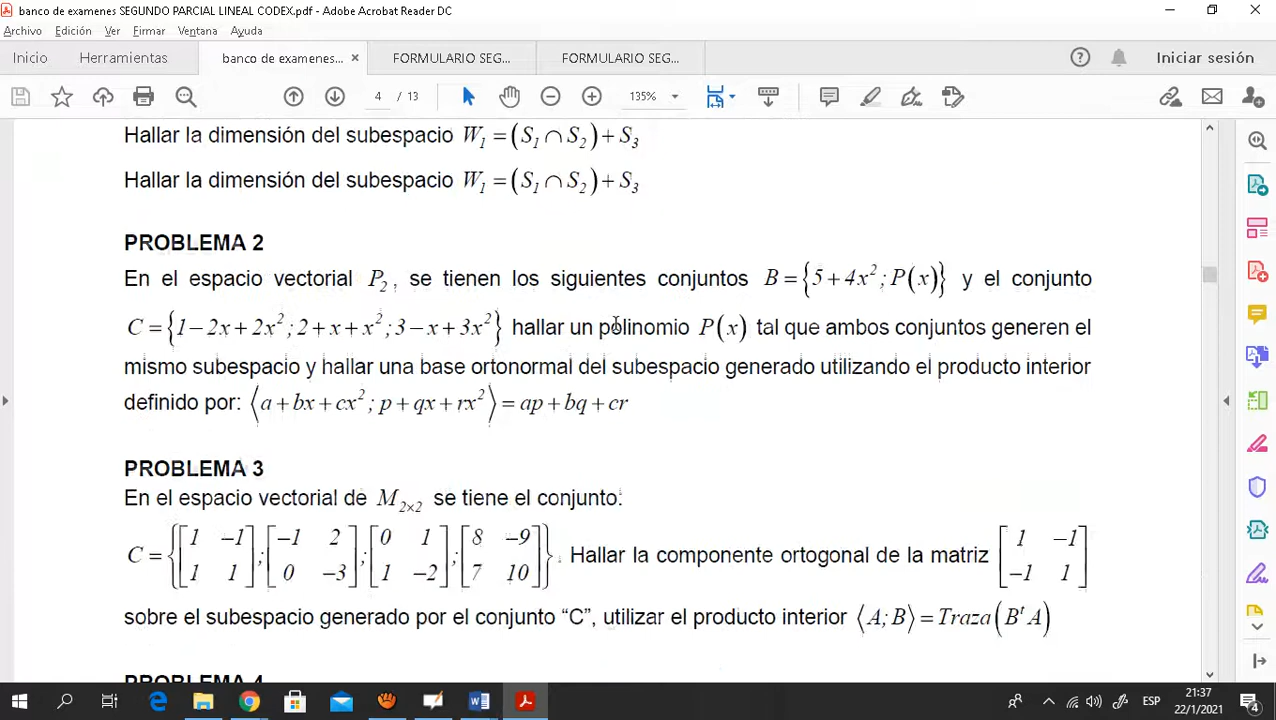 banco de examenes SEGUNDO PARCIAL LINEAL CODEX.pdf - Adobe Acrobat Reader DC
Archivo Edición Ver Firmar Ventana Ayuda
Inicio Herramientas banco de examenes... × FORMULARIO SEG... FORMULARIO SEG... Iniciar sesión
4 / 13 135%
Hallar la dimensión del subespacio W₁ = (S₁ ∩ S₂) + S₃
Hallar la dimensión del subespacio W₁ = (S₁ ∩ S₂) + S₃
PROBLEMA 2
En el espacio vectorial P₂, se tienen los siguientes conjuntos B = {5 + 4x²; P(x)} y el conjunto
C = {1 − 2x + 2x²; 2 + x + x²; 3 − x + 3x²} hallar un polinomio P(x) tal que ambos conjuntos generen el
mismo subespacio y hallar una base ortonormal del subespacio generado utilizando el producto interior
definido por: ⟨a + bx + cx²; p + qx + rx²⟩ = ap + bq + cr
PROBLEMA 3
En el espacio vectorial de M₂ₓ₂ se tiene el conjunto:
C = {[1 −1; 1 1]; [−1 2; 0 −3]; [0 1; 1 −2]; [8 −9; 7 10]}. Hallar la componente ortogonal de la matriz [1 −1; −1 1]
sobre el subespacio generado por el conjunto “C”, utilizar el producto interior ⟨A; B⟩ = Traza(BᵗA)
PROBLEMA 4
ESP 21:37
22/1/2021 4